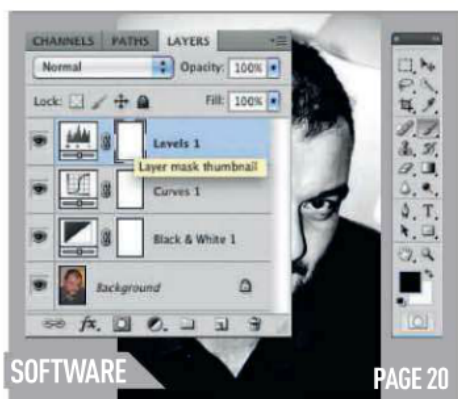 CHANNELS PATHS LAYERS
Normal Opacity: 100%
Lock: Fill: 100%
Levels 1
Layer mask thumbnail
Curves 1
Black & White 1
Background
fx.
T.
SOFTWARE
PAGE 20